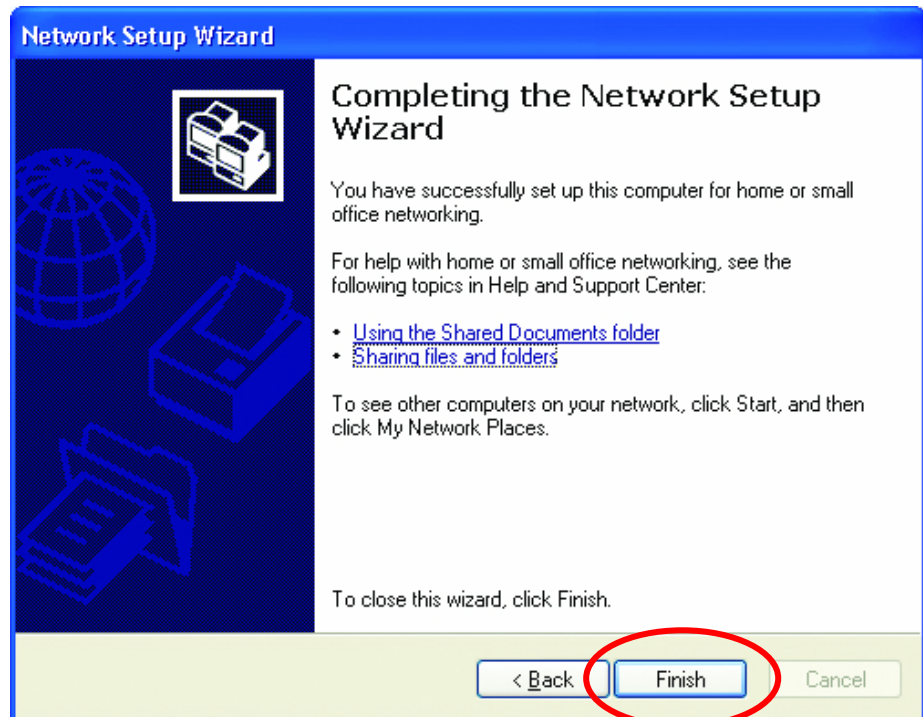 Network Setup Wizard
Completing the Network Setup
Wizard
You have successfully set up this computer for home or small
office networking.
For help with home or small office networking, see the
following topics in Help and Support Center:
• Using the Shared Documents folder
• Sharing files and folders
To see other computers on your network, click Start, and then
click My Network Places.
To close this wizard, click Finish.
< Back Finish Cancel